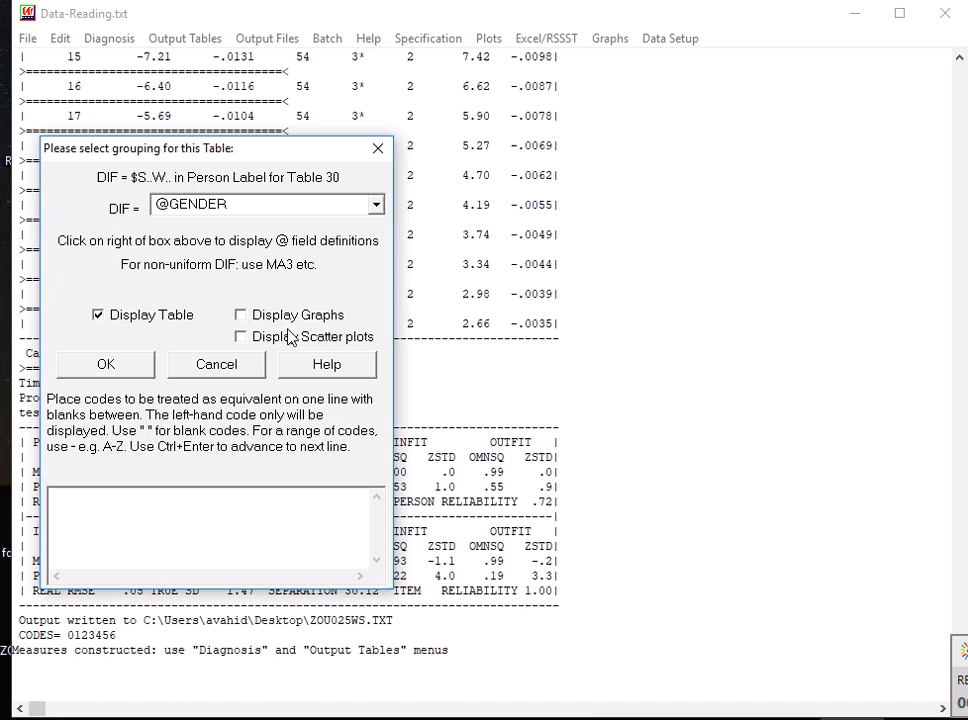 Data-Reading.txt
File Edit Diagnosis Output Tables Output Files Batch Help Specification Plots Excel/RSSST Graphs Data Setup
| 15 -7.21 -.0131 54 3* 2 7.42 -.0098|
>=====================================<
| 16 -6.40 -.0116 54 3* 2 6.62 -.0087|
>=====================================<
| 17 -5.69 -.0104 54 3* 2 5.90 -.0078|
>=====================================<
2 5.27 -.0069|
2 4.70 -.0062|
2 4.19 -.0055|
2 3.74 -.0049|
2 3.34 -.0044|
2 2.98 -.0039|
2 2.66 -.0035|
Please select grouping for this Table:
DIF = $S..W.. in Person Label for Table 30
DIF = @GENDER
Click on right of box above to display @ field definitions
For non-uniform DIF: use MA3 etc.
Display Table Display Graphs
Display Scatter plots
OK Cancel Help
Place codes to be treated as equivalent on one line with
blanks between. The left-hand code only will be
displayed. Use " " for blank codes. For a range of codes,
use - e.g. A-Z. Use Ctrl+Enter to advance to next line.
Ca
>==
Tim
Pro
tes
| P INFIT OUTFIT |
SQ ZSTD OMNSQ ZSTD|
| M 00 .0 .99 .0|
| P 53 1.0 .55 .9|
| R PERSON RELIABILITY .72|
| I INFIT OUTFIT |
SQ ZSTD OMNSQ ZSTD|
| M 93 -1.1 .99 -.2|
| P 22 4.0 .19 3.3|
| REAL RMSE .05 TRUE SD 1.47 SEPARATION 30.12 ITEM RELIABILITY 1.00|
Output written to C:\Users\avahid\Desktop\ZOU025WS.TXT
CODES= 0123456
Measures constructed: use "Diagnosis" and "Output Tables" menus